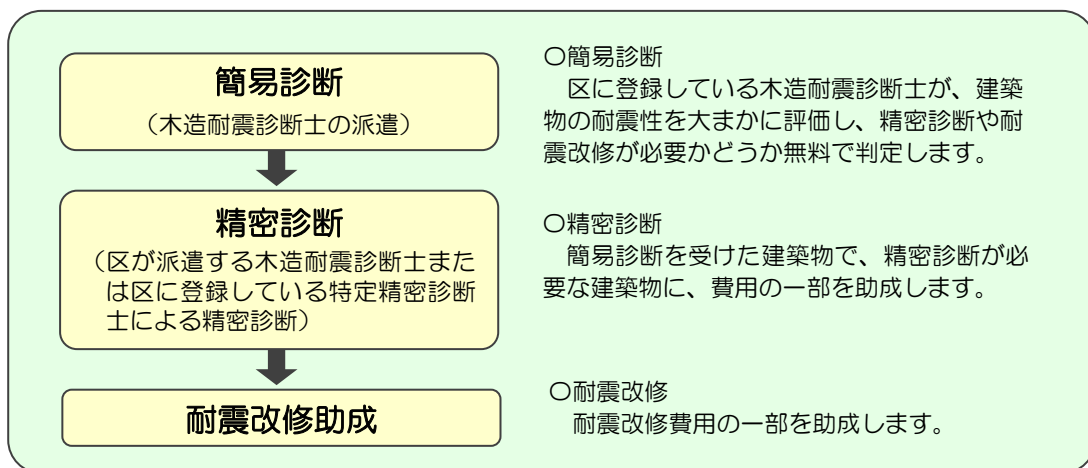 簡易診断
（木造耐震診断士の派遣）
〇簡易診断
区に登録している木造耐震診断士が、建築
物の耐震性を大まかに評価し、精密診断や耐
震改修が必要かどうか無料で判定します。
精密診断
（区が派遣する木造耐震診断士また
は区に登録している特定精密診断
士による精密診断）
〇精密診断
簡易診断を受けた建築物で、精密診断が必
要な建築物に、費用の一部を助成します。
耐震改修助成
〇耐震改修
耐震改修費用の一部を助成します。